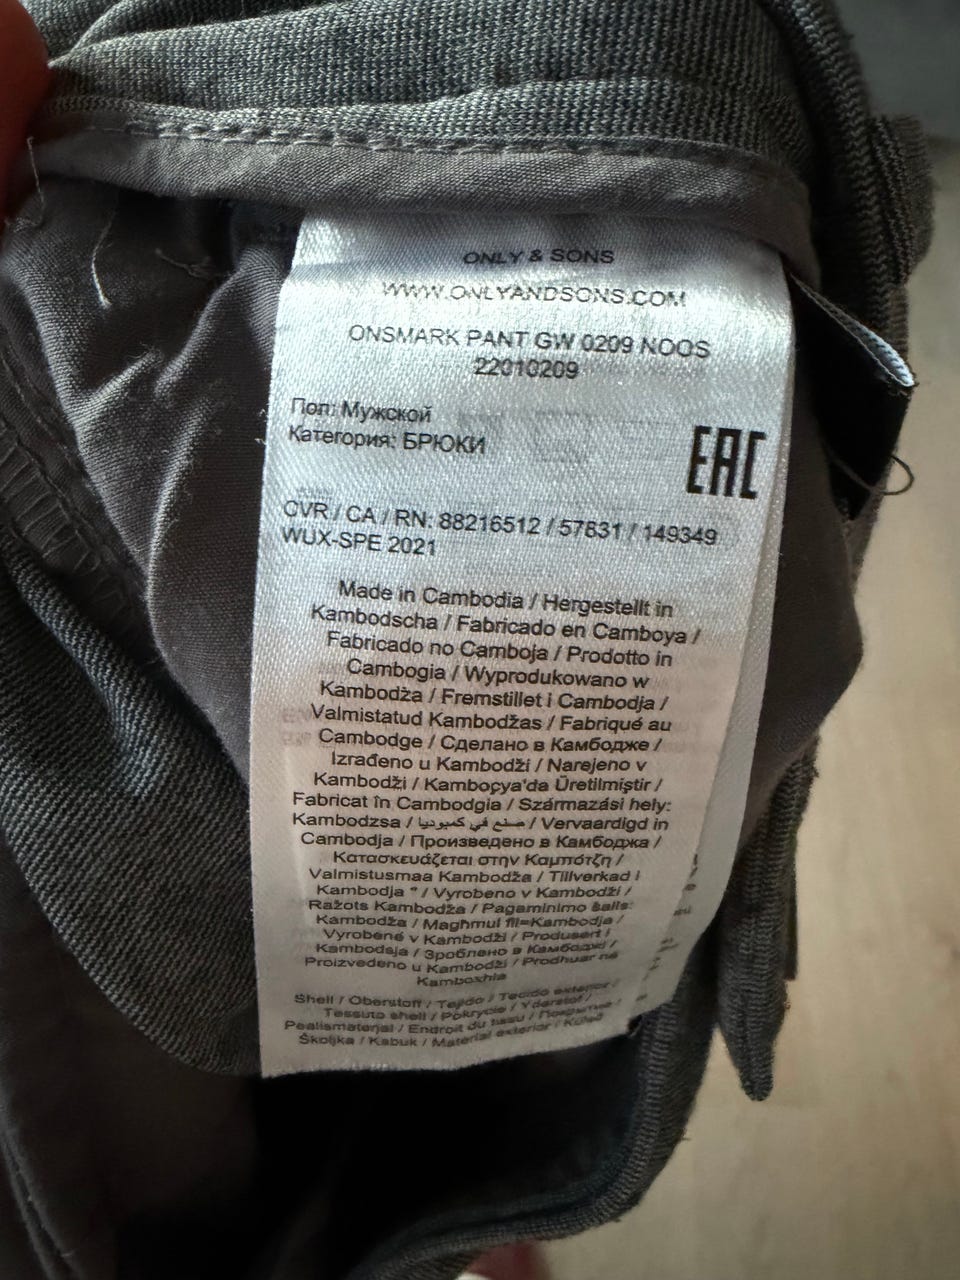 ONLY & SONS
WWW.ONLYANDSONS.COM
ONSMARK PANT GW 0209 NOOS
22010209
Пол: Мужской
Категория: БРЮКИ
EAC
CVR / CA / RN: 88216512 / 57831 / 149349
WUX-SPE 2021
Made in Cambodia / Hergestellt in
Kambodscha / Fabricado en Camboya /
Fabricado no Camboja / Prodotto in
Cambogia / Wyprodukowano w
Kambodża / Fremstillet i Cambodja /
Valmistatud Kambodžas / Fabriqué au
Cambodge / Сделано в Камбодже /
Izrađeno u Kambodži / Narejeno v
Kambodži / Kamboçya'da Üretilmiştir /
Fabricat în Cambodgia / Származási hely:
Kambodzsa / صنع في كمبوديا / Vervaardigd in
Cambodja / Произведено в Камбоджа /
Κατασκευάζεται στην Καμπότζη /
Valmistusmaa Kambodža / Tillverkad i
Kambodja * / Vyrobeno v Kambodži /
Ražots Kambodža / Pagaminimo šalis:
Kambodža / Magħmul fil=Kambodja /
Vyrobené v Kambodži / Produsert i
Kambodsja / Зроблено в Камбоджі /
Proizvedeno u Kambodži / Prodhuar në
Kamboxhia
Shell / Oberstoff / Tejido / Tecido exterior /
Tessuto shell / Pokrycie / Yderstof /
Pealismaterjal / Endroit du tissu / Покрытие /
Školjka / Kabuk / Material exterior / Külső